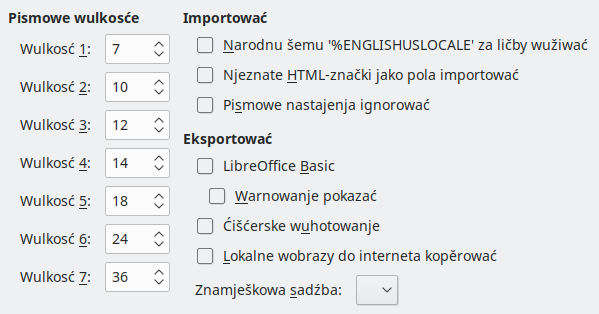 Pismowe wulkosće
Wulkosć 1: 7
Wulkosć 2: 10
Wulkosć 3: 12
Wulkosć 4: 14
Wulkosć 5: 18
Wulkosć 6: 24
Wulkosć 7: 36
Importować
Narodnu šemu '%ENGLISHUSLOCALE' za ličby wužiwać
Njeznate HTML-znački jako pola importować
Pismowe nastajenja ignorować
Eksportować
LibreOffice Basic
Warnowanje pokazać
Ćišćerske wuhotowanje
Lokalne wobrazy do interneta kopěrować
Znamješkowa sadźba: